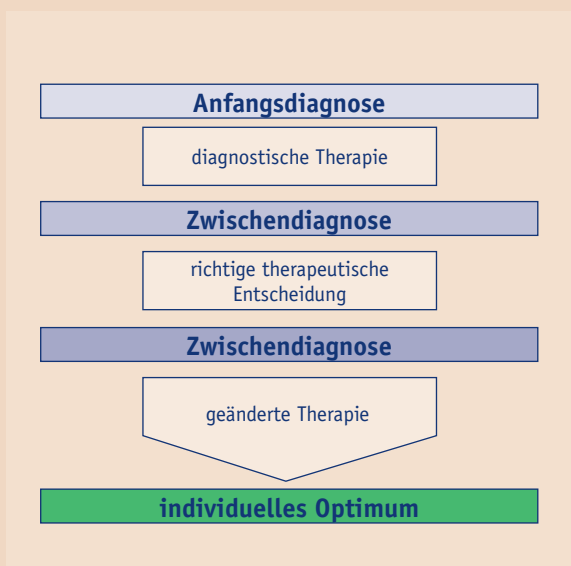 Anfangsdiagnose
diagnostische Therapie
Zwischendiagnose
richtige therapeutische
Entscheidung
Zwischendiagnose
geänderte Therapie
individuelles Optimum